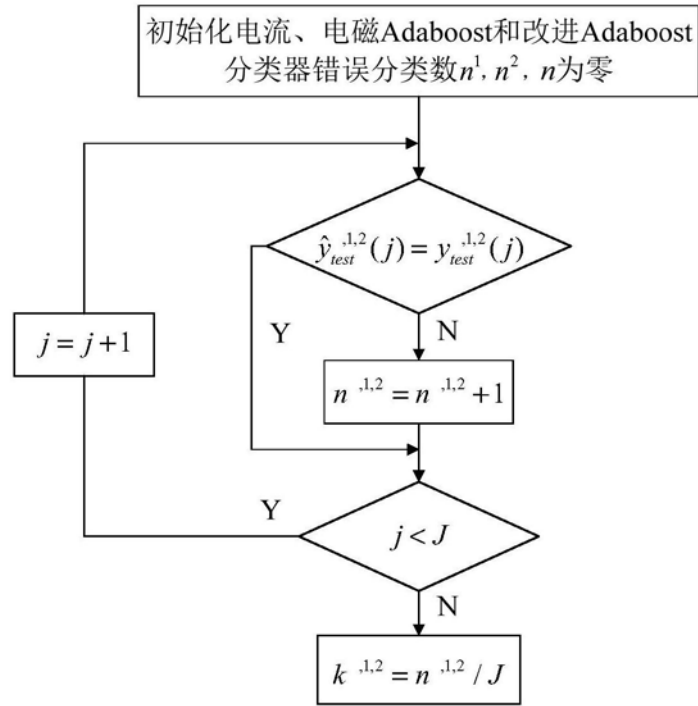 初始化电流、电磁Adaboost和改进Adaboost
分类器错误分类数n¹, n², n为零
ŷ_test^{,1,2}(j) = y_test^{,1,2}(j)
Y
N
j = j+1
n^{,1,2} = n^{,1,2} + 1
Y
j < J
N
k^{,1,2} = n^{,1,2} / J